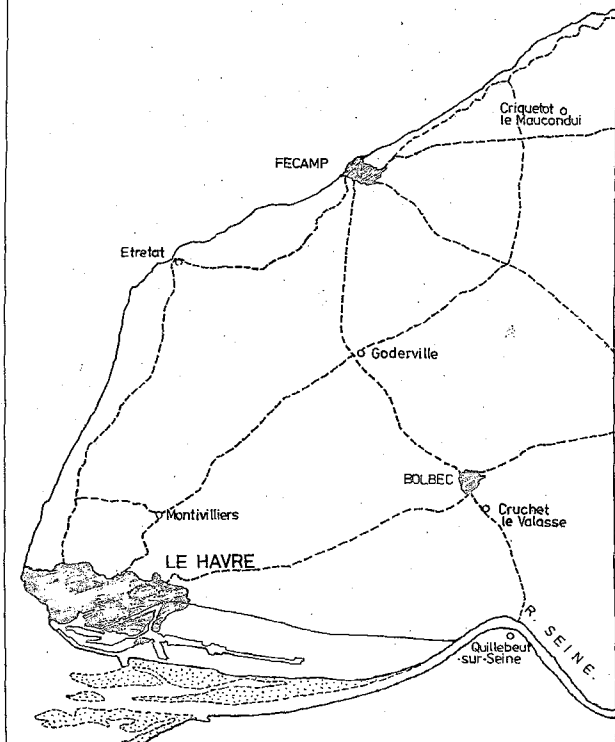 Criquetot
le Maucondui
FECAMP
Etretat
Goderville
BOLBEC
Montivilliers
Cruchet
le Valasse
LE HAVRE
R. SEINE.
Quillebeuf
-sur-Seine